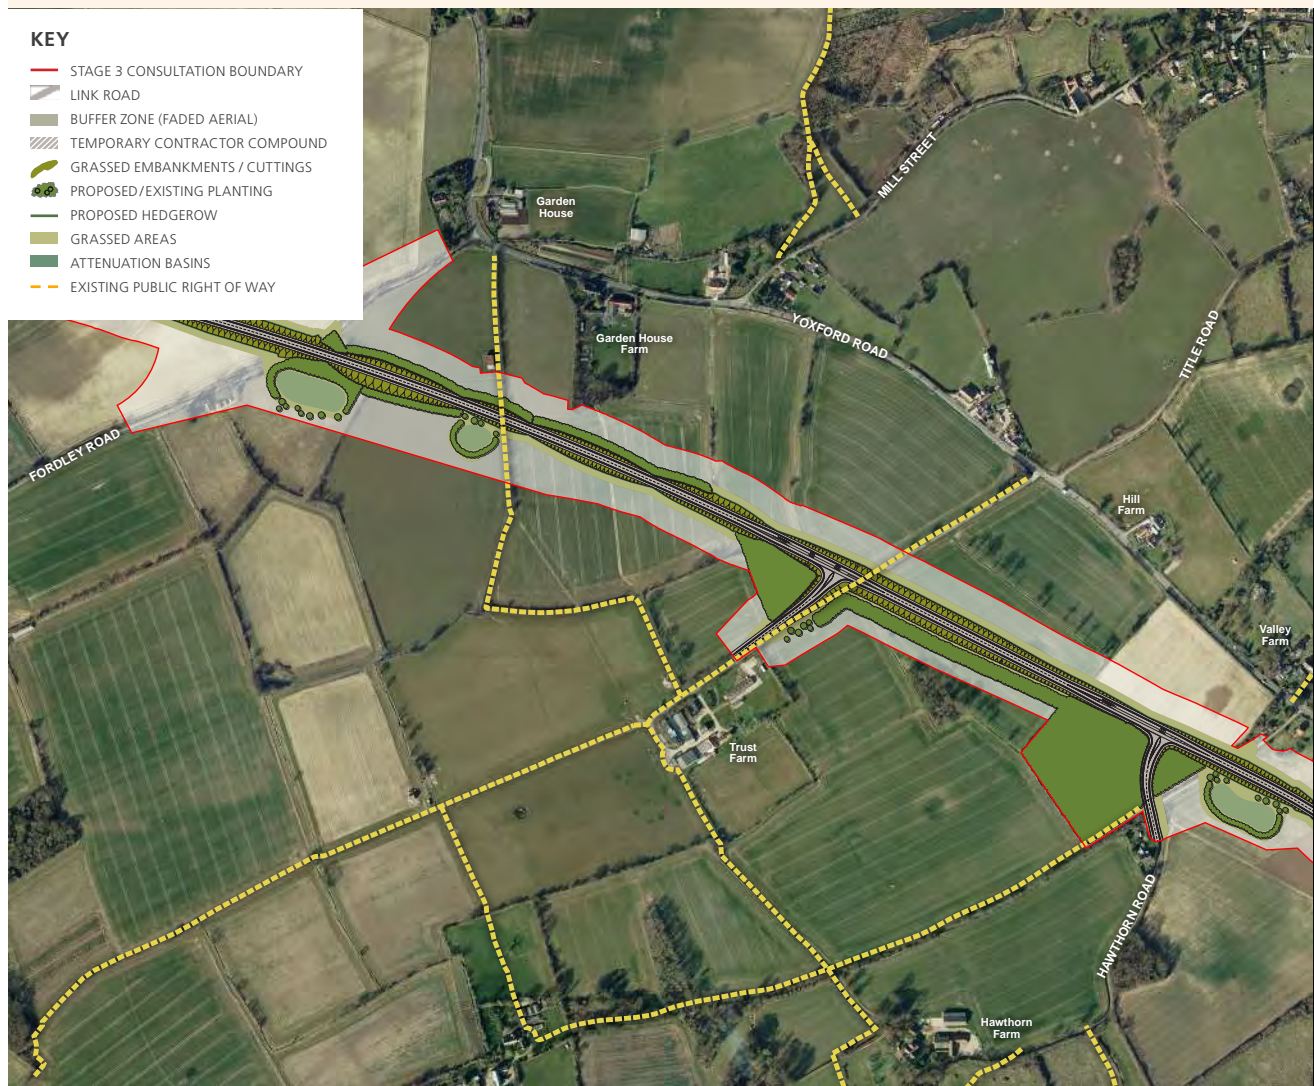 KEY
STAGE 3 CONSULTATION BOUNDARY
LINK ROAD
BUFFER ZONE (FADED AERIAL)
TEMPORARY CONTRACTOR COMPOUND
GRASSED EMBANKMENTS / CUTTINGS
PROPOSED/EXISTING PLANTING
PROPOSED HEDGEROW
GRASSED AREAS
ATTENUATION BASINS
EXISTING PUBLIC RIGHT OF WAY
MILL STREET
Garden
House
Garden House
Farm
YOXFORD ROAD
TITLE ROAD
FORDLEY ROAD
Hill
Farm
Valley
Farm
Trust
Farm
HAWTHORN ROAD
Hawthorn
Farm